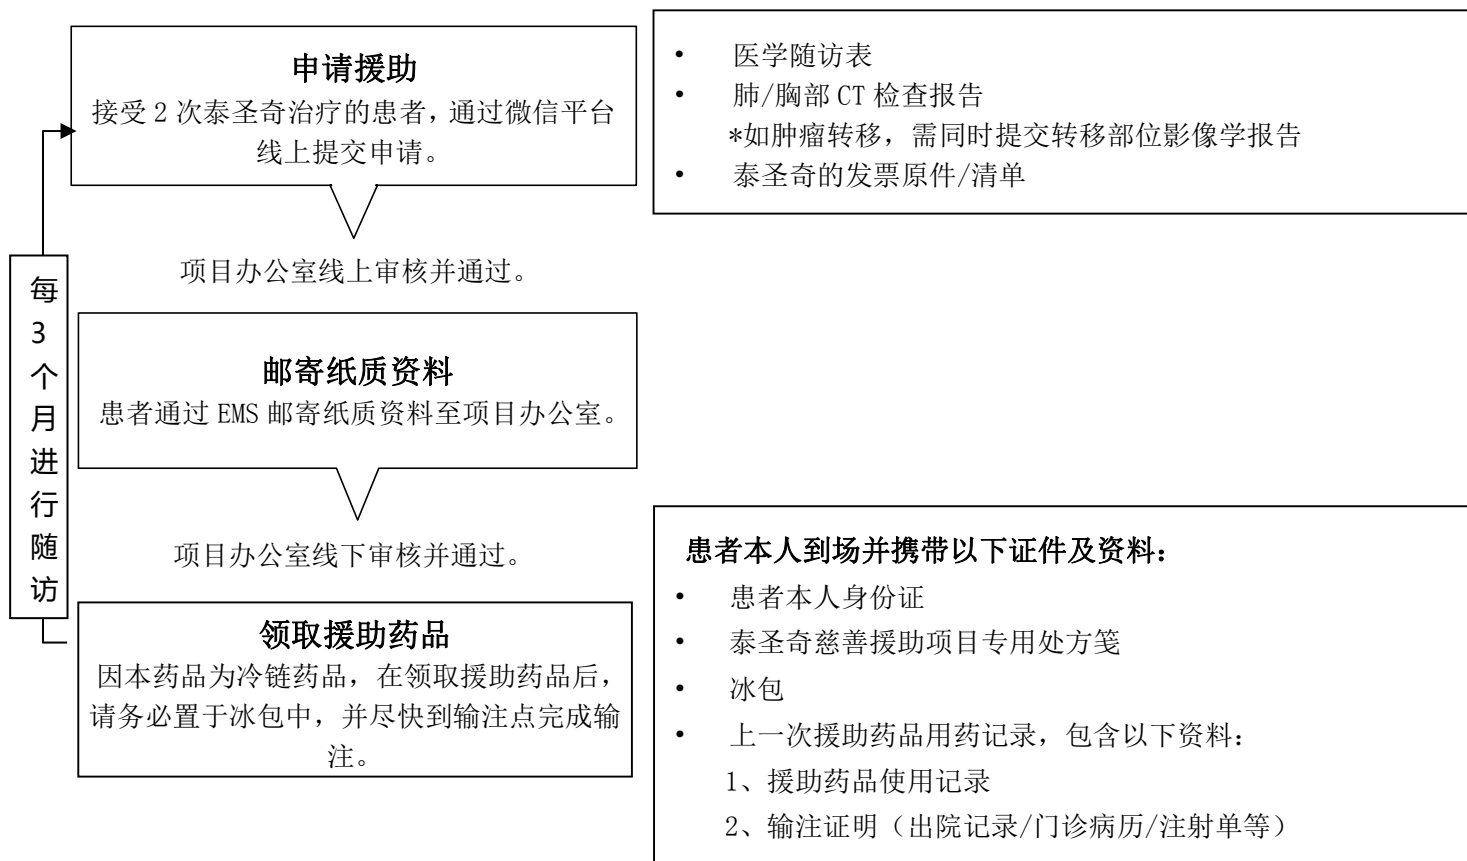 申请援助
接受 2 次泰圣奇治疗的患者，通过微信平台
线上提交申请。
• 医学随访表
• 肺/胸部 CT 检查报告
*如肿瘤转移，需同时提交转移部位影像学报告
• 泰圣奇的发票原件/清单
项目办公室线上审核并通过。
每
3
个
月
进
行
随
访
邮寄纸质资料
患者通过 EMS 邮寄纸质资料至项目办公室。
项目办公室线下审核并通过。
领取援助药品
因本药品为冷链药品，在领取援助药品后，
请务必置于冰包中，并尽快到输注点完成输
注。
患者本人到场并携带以下证件及资料：
• 患者本人身份证
• 泰圣奇慈善援助项目专用处方笺
• 冰包
• 上一次援助药品用药记录，包含以下资料：
1、援助药品使用记录
2、输注证明（出院记录/门诊病历/注射单等）